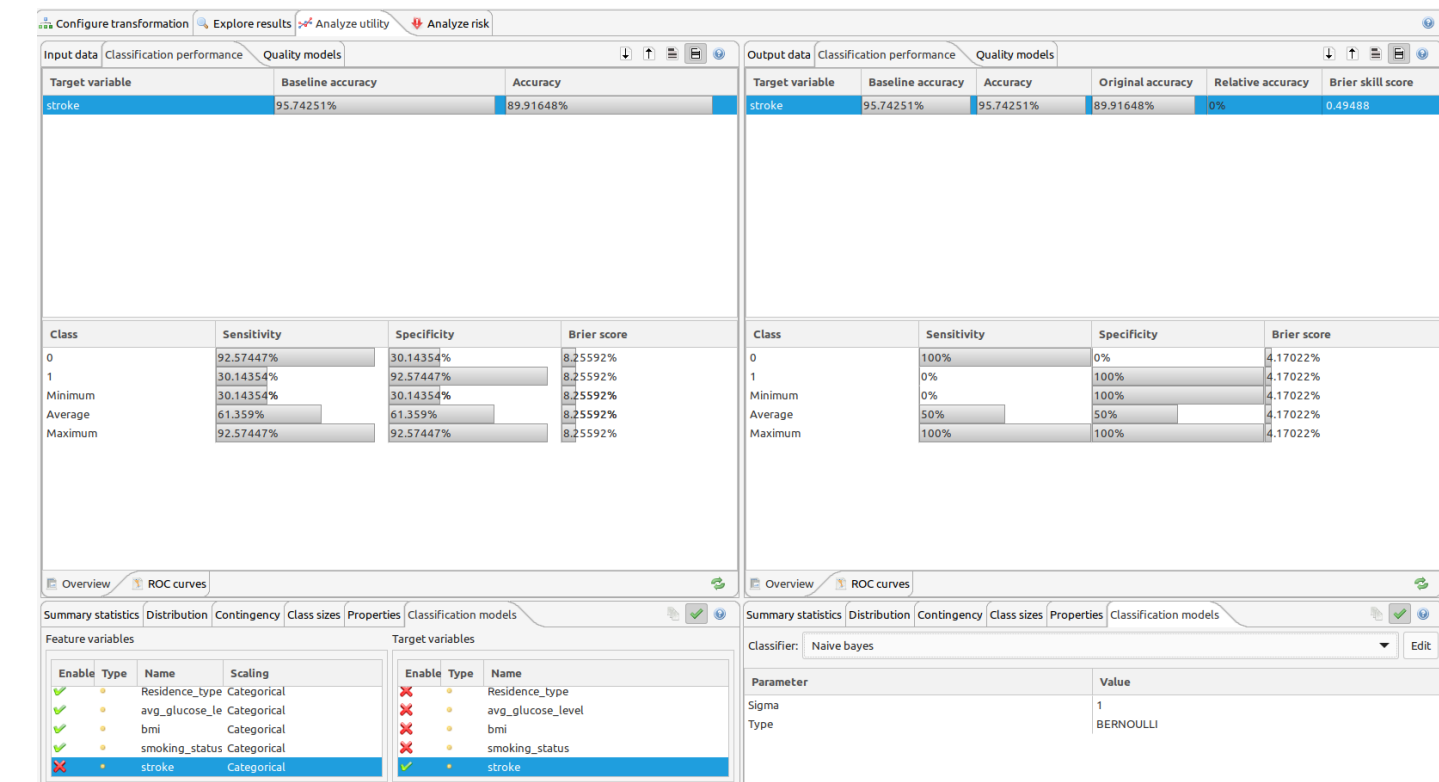 Configure transformation Explore results Analyze utility Analyze risk
Input data Classification performance Quality models
Target variable Baseline accuracy Accuracy
stroke 95.74251% 89.91648%
Class Sensitivity Specificity Brier score
0 92.57447% 30.14354% 8.25592%
1 30.14354% 92.57447% 8.25592%
Minimum 30.14354% 30.14354% 8.25592%
Average 61.359% 61.359% 8.25592%
Maximum 92.57447% 92.57447% 8.25592%
Overview ROC curves
Output data Classification performance Quality models
Target variable Baseline accuracy Accuracy Original accuracy Relative accuracy Brier skill score
stroke 95.74251% 95.74251% 89.91648% 0% 0.49488
Class Sensitivity Specificity Brier score
0 100% 0% 4.17022%
1 0% 100% 4.17022%
Minimum 0% 100% 4.17022%
Average 50% 50% 4.17022%
Maximum 100% 100% 4.17022%
Overview ROC curves
Summary statistics Distribution Contingency Class sizes Properties Classification models
Feature variables
Enable Type Name Scaling
Residence_type Categorical
avg_glucose_le Categorical
bmi Categorical
smoking_status Categorical
stroke Categorical
Target variables
Enable Type Name
Residence_type
avg_glucose_level
bmi
smoking_status
stroke
Summary statistics Distribution Contingency Class sizes Properties Classification models
Classifier: Naive bayes Edit
Parameter Value
Sigma 1
Type BERNOULLI